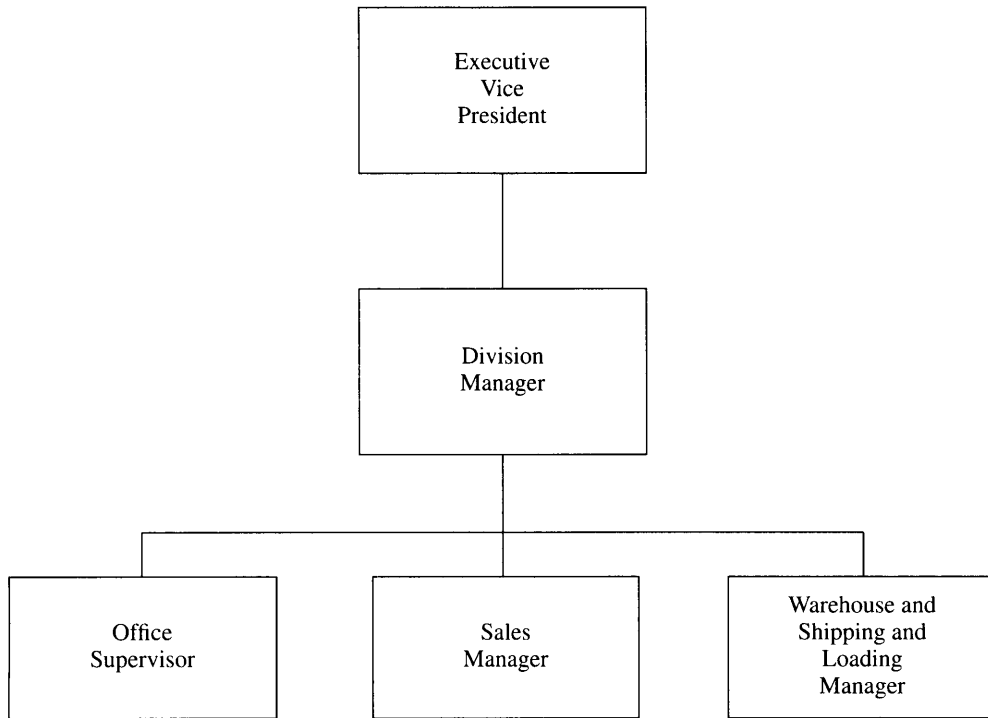 Executive
Vice
President
Division
Manager
Office
Supervisor
Sales
Manager
Warehouse and
Shipping and
Loading
Manager